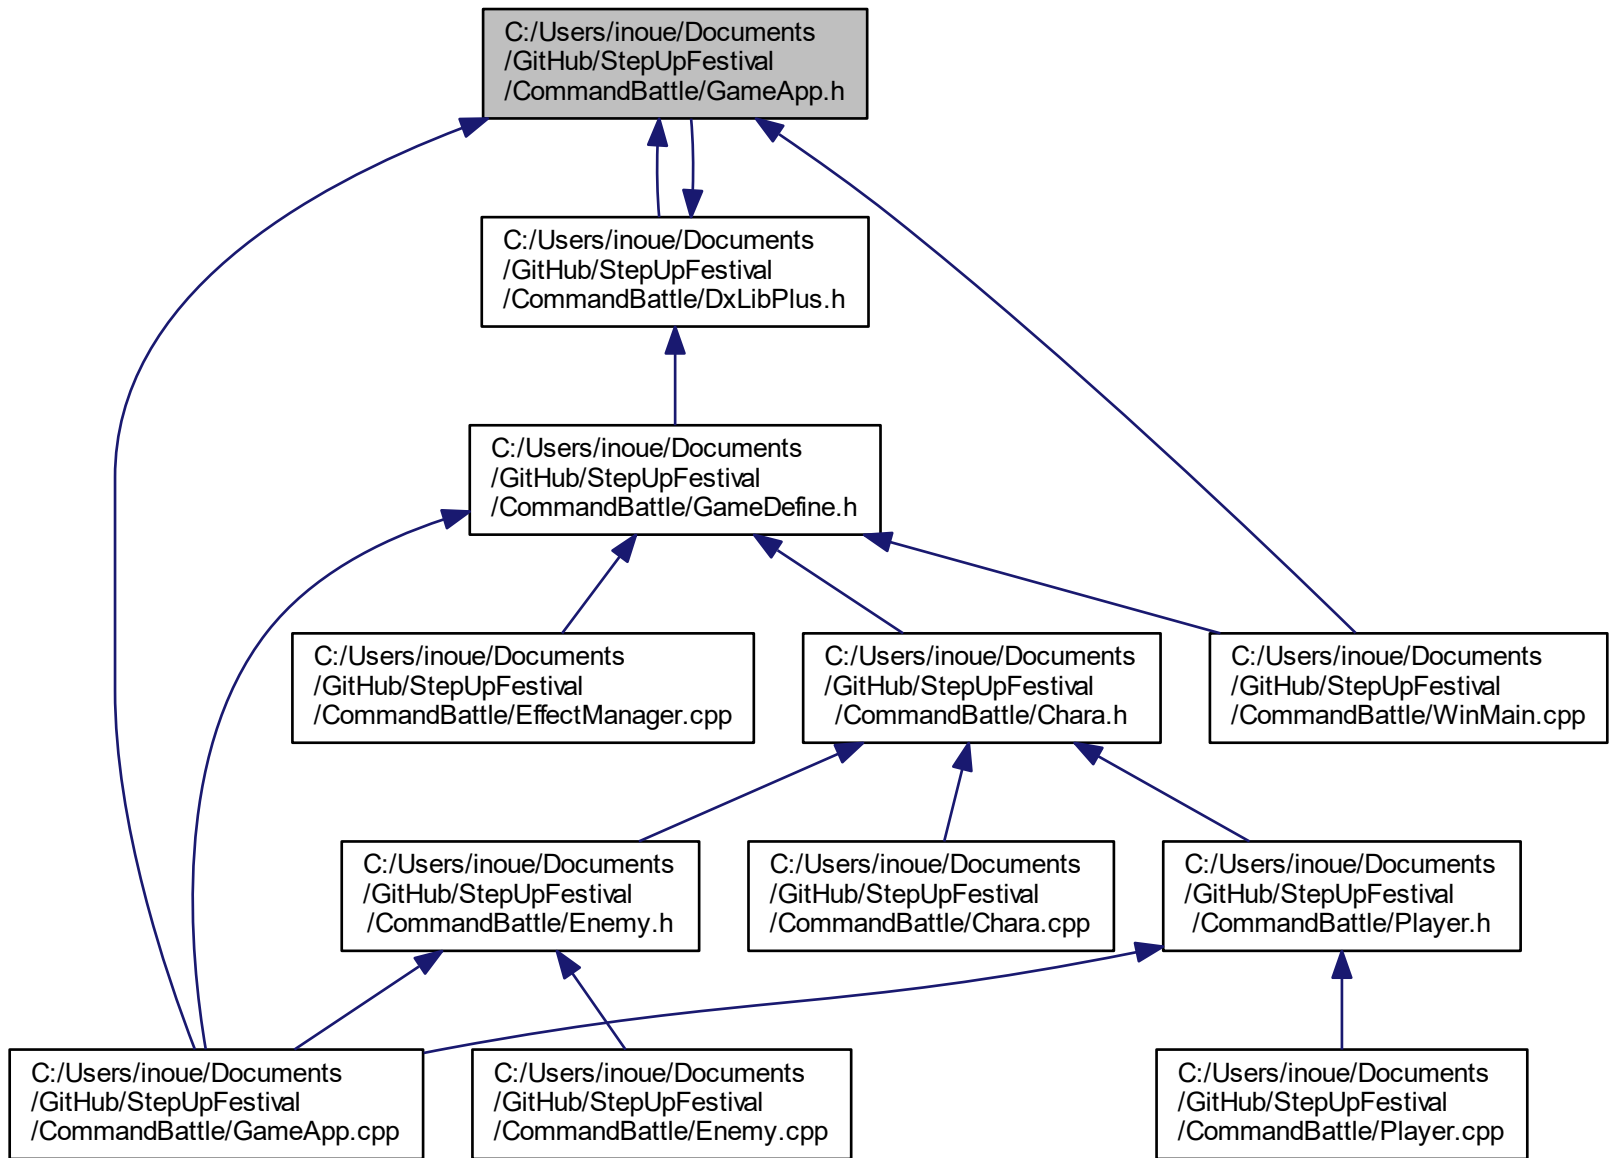 C:/Users/inoue/Documents
/GitHub/StepUpFestival
/CommandBattle/GameApp.h
C:/Users/inoue/Documents
/GitHub/StepUpFestival
/CommandBattle/DxLibPlus.h
C:/Users/inoue/Documents
/GitHub/StepUpFestival
/CommandBattle/GameDefine.h
C:/Users/inoue/Documents
/GitHub/StepUpFestival
/CommandBattle/EffectManager.cpp
C:/Users/inoue/Documents
/GitHub/StepUpFestival
/CommandBattle/Chara.h
C:/Users/inoue/Documents
/GitHub/StepUpFestival
/CommandBattle/WinMain.cpp
C:/Users/inoue/Documents
/GitHub/StepUpFestival
/CommandBattle/Enemy.h
C:/Users/inoue/Documents
/GitHub/StepUpFestival
/CommandBattle/Chara.cpp
C:/Users/inoue/Documents
/GitHub/StepUpFestival
/CommandBattle/Player.h
C:/Users/inoue/Documents
/GitHub/StepUpFestival
/CommandBattle/GameApp.cpp
C:/Users/inoue/Documents
/GitHub/StepUpFestival
/CommandBattle/Enemy.cpp
C:/Users/inoue/Documents
/GitHub/StepUpFestival
/CommandBattle/Player.cpp